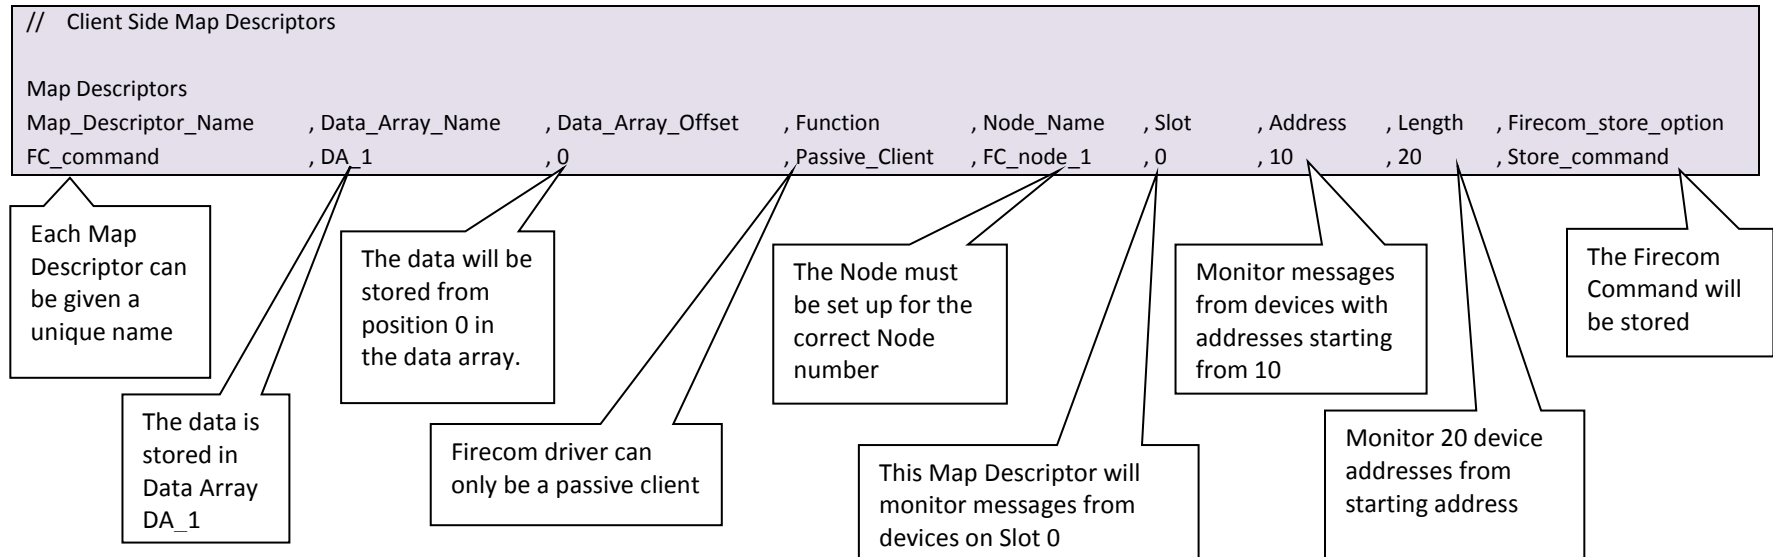 // Client Side Map Descriptors
Map Descriptors
Map_Descriptor_Name , Data_Array_Name , Data_Array_Offset , Function , Node_Name , Slot , Address , Length , Firecom_store_option
FC_command , DA_1 , 0 , Passive_Client , FC_node_1 , 0 , 10 , 20 , Store_command
Each Map
Descriptor can
be given a
unique name
The data is
stored in
Data Array
DA_1
The data will be
stored from
position 0 in
the data array.
Firecom driver can
only be a passive client
The Node must
be set up for the
correct Node
number
This Map Descriptor will
monitor messages from
devices on Slot 0
Monitor messages
from devices with
addresses starting
from 10
Monitor 20 device
addresses from
starting address
The Firecom
Command will
be stored